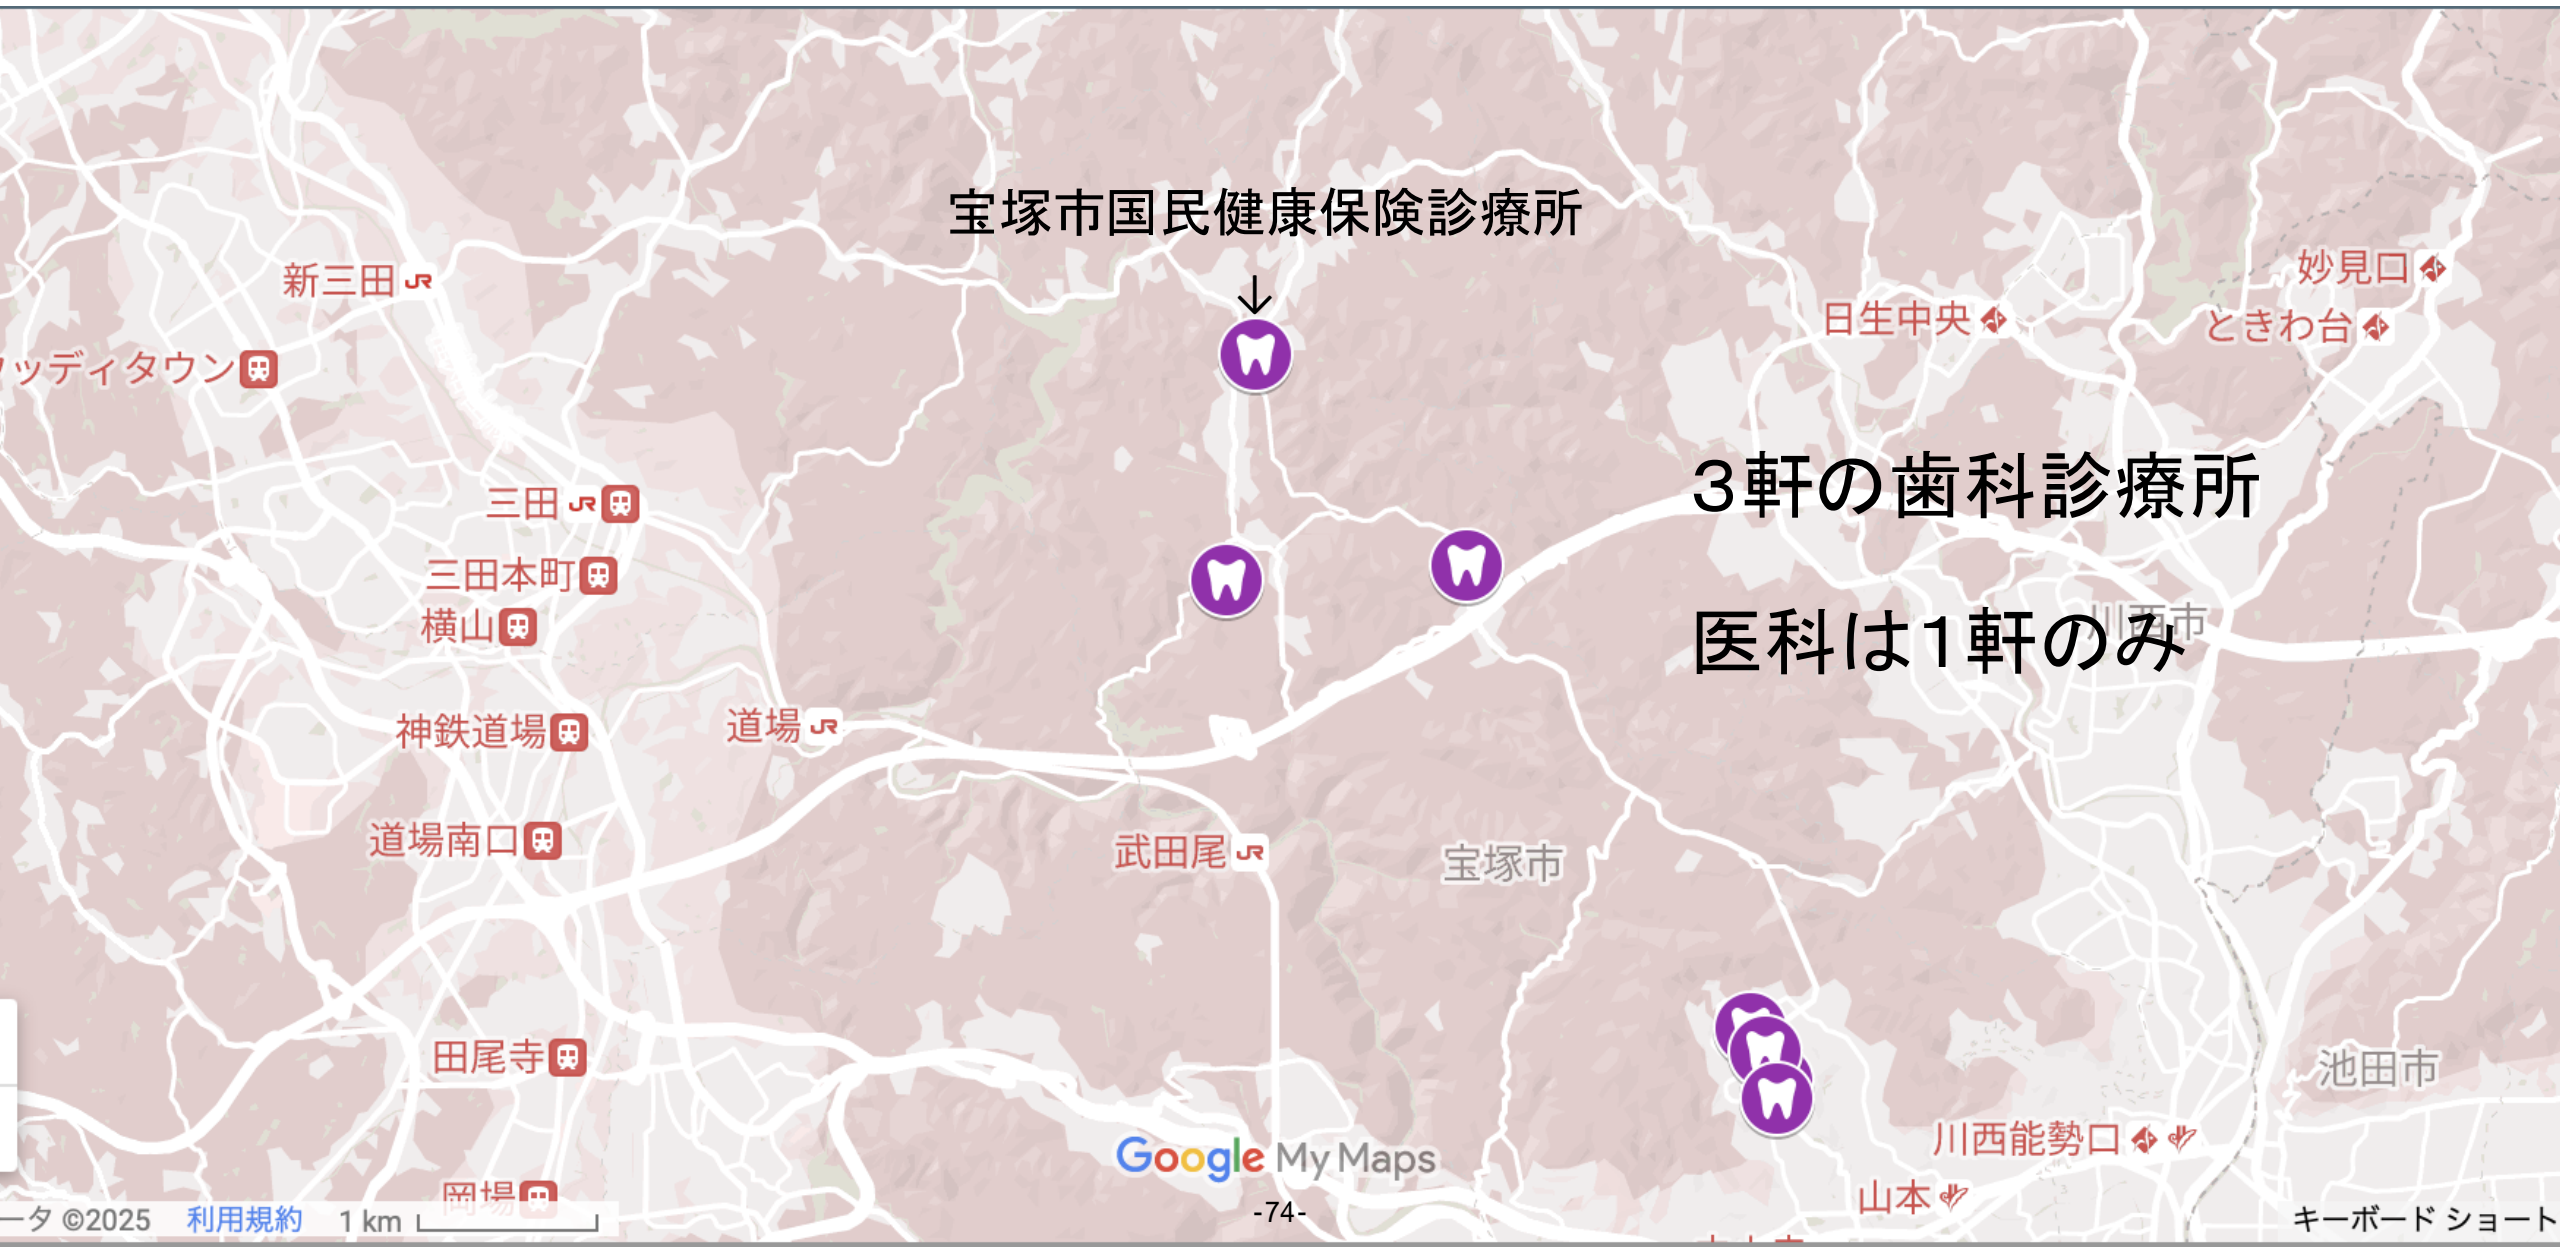 宝塚市国民健康保険診療所
↓
新三田
妙見口
日生中央
ときわ台
ッディタウン
３軒の歯科診療所
三田
三田本町
横山
川西市
医科は１軒のみ
神鉄道場
道場
道場南口
武田尾
宝塚市
田尾寺
池田市
川西能勢口
Google My Maps
岡場
山本
ータ ©2025 利用規約 1 km
-74-
キーボード ショート